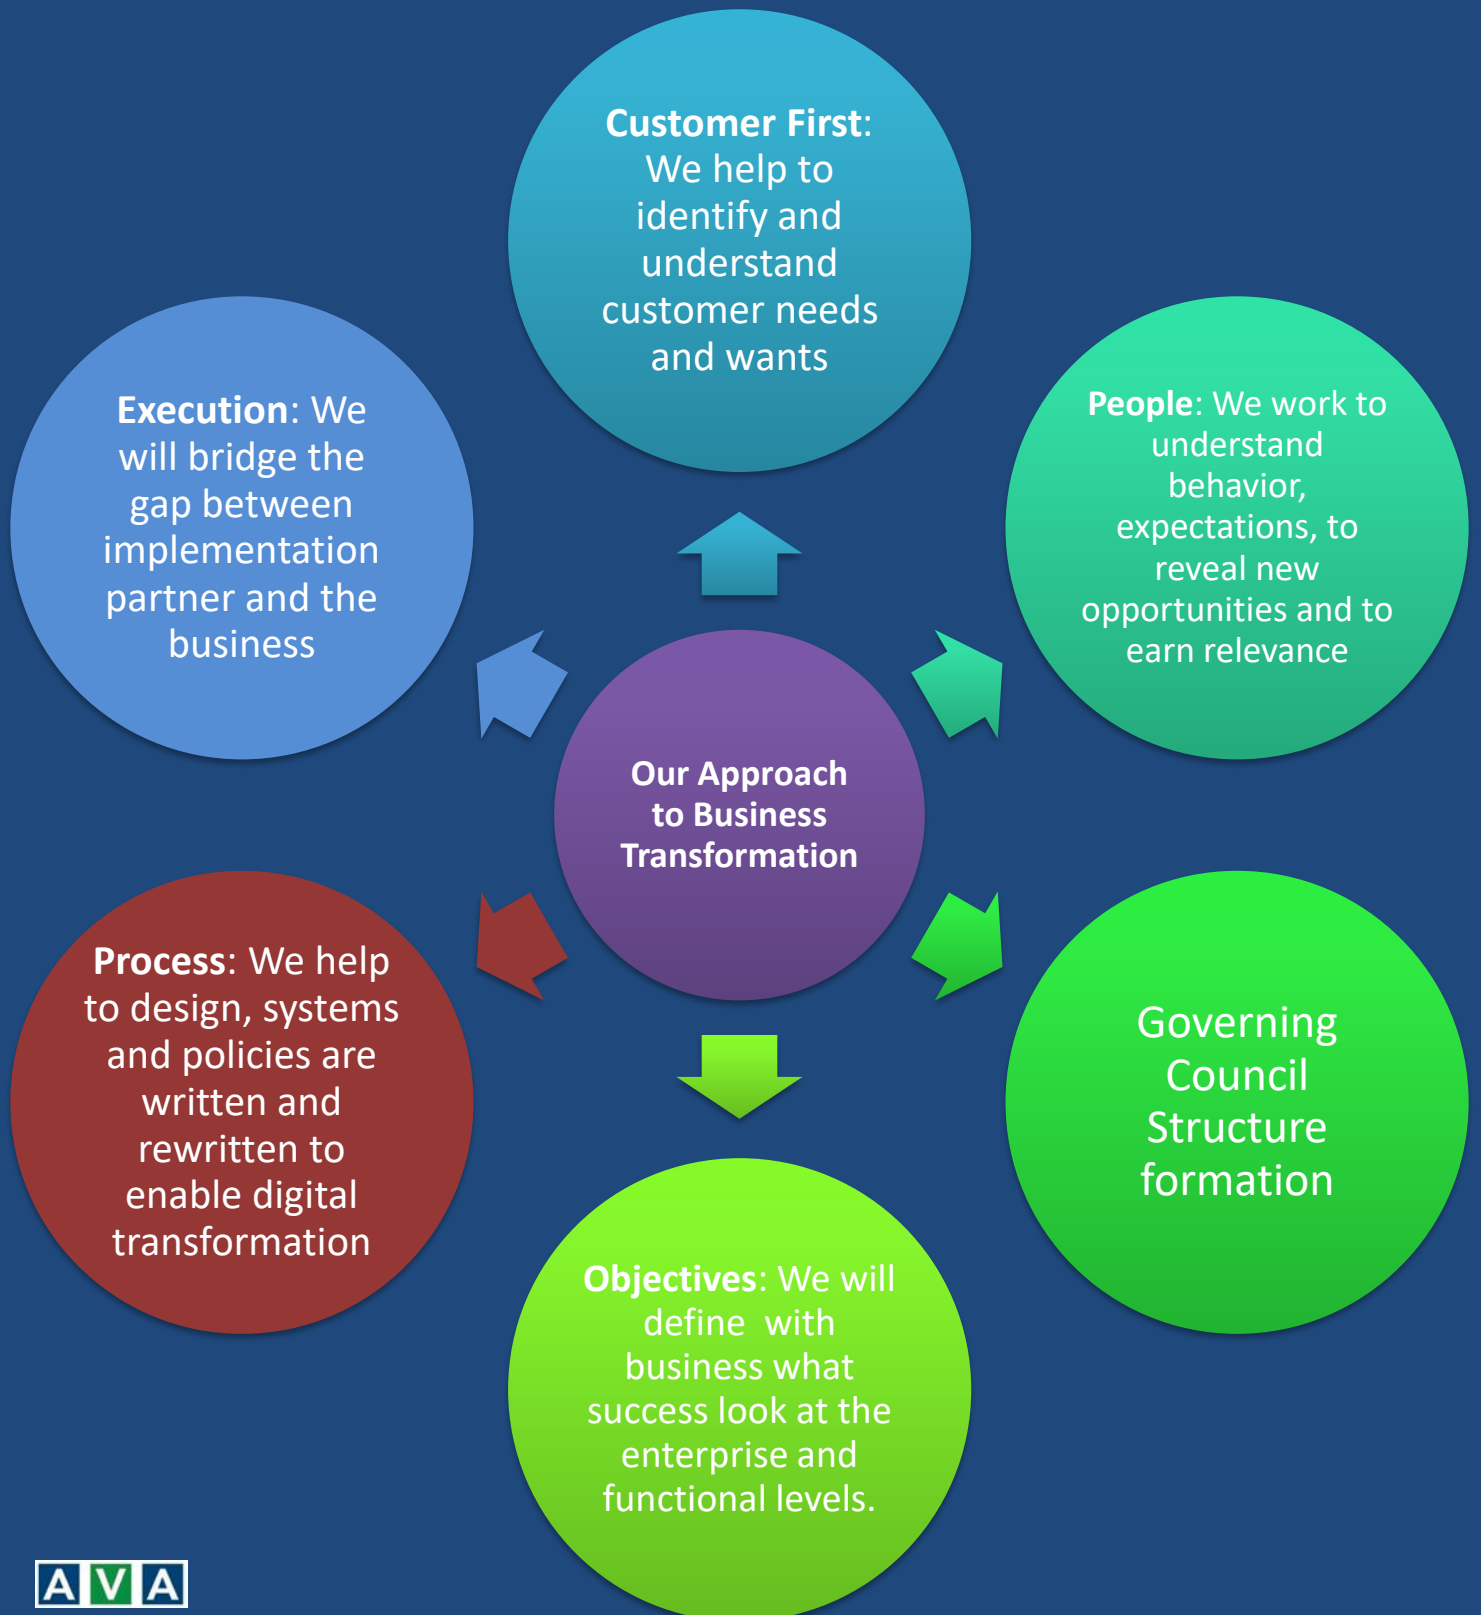 Customer First:
We help to
identify and
understand
customer needs
and wants
People: We work to
understand
behavior,
expectations, to
reveal new
opportunities and to
earn relevance
Governing
Council
Structure
formation
Objectives: We will
define  with
business what
success look at the
enterprise and
functional levels.
Process: We help
to design, systems
and policies are
written and
rewritten to
enable digital
transformation
Execution: We
will bridge the
gap between
implementation
partner and the
business
Our Approach
to Business
Transformation
AVA